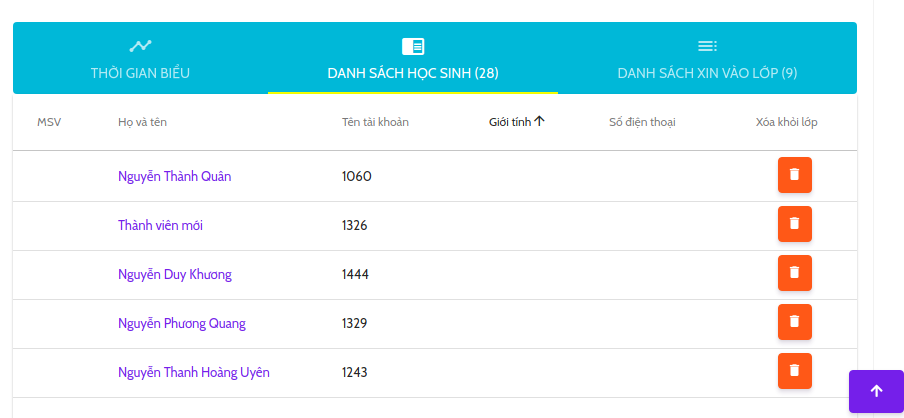 THỜI GIAN BIỂU
DANH SÁCH HỌC SINH (28)
DANH SÁCH XIN VÀO LỚP (9)
MSV Họ và tên Tên tài khoản Giới tính Số điện thoại Xóa khỏi lớp
Nguyễn Thành Quân 1060
Thành viên mới 1326
Nguyễn Duy Khương 1444
Nguyễn Phương Quang 1329
Nguyễn Thanh Hoàng Uyên 1243